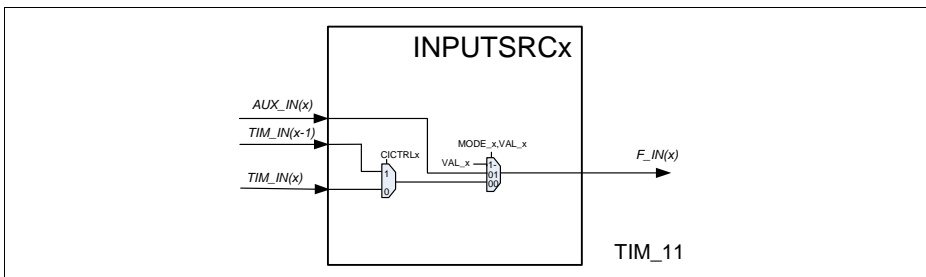 INPUTSRCx
AUX_IN(x)
TIM_IN(x-1)
CICTRLx
MODE_x,VAL_x
VAL_x
1-
F_IN(x)
1
01
TIM_IN(x)
0
00
TIM_11